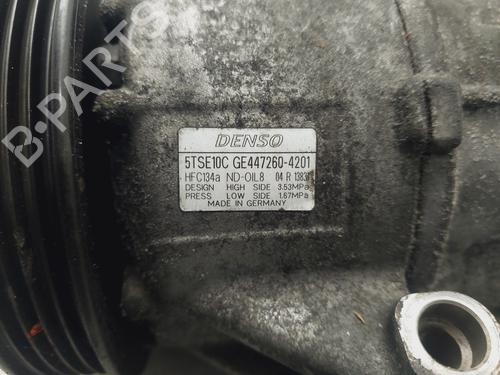 B-PARTS
DENSO
5TSE10C GE447260-4201
HFC134a ND-OIL8 04 R 1383
DESIGN HIGH SIDE 3.53MPa
PRESS LOW SIDE 1.67MPa
MADE IN GERMANY